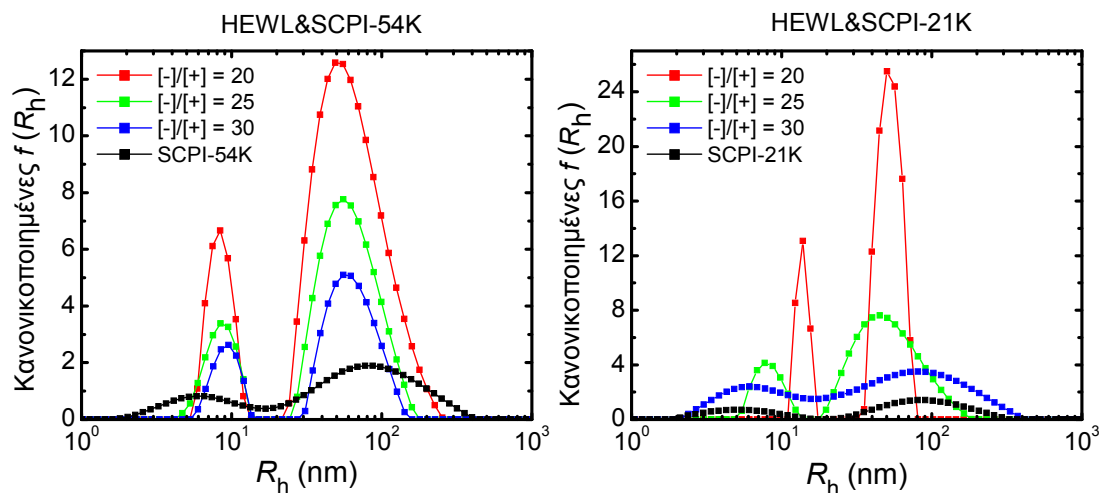 HEWL&SCPI-54K
Κανονικοποιημένες f (Rh)
12
10
8
6
4
2
0
[-]/[+] = 20
[-]/[+] = 25
[-]/[+] = 30
SCPI-54K
10^0 10^1 10^2 10^3
Rh (nm)
HEWL&SCPI-21K
Κανονικοποιημένες f (Rh)
24
20
16
12
8
4
0
[-]/[+] = 20
[-]/[+] = 25
[-]/[+] = 30
SCPI-21K
10^0 10^1 10^2 10^3
Rh (nm)